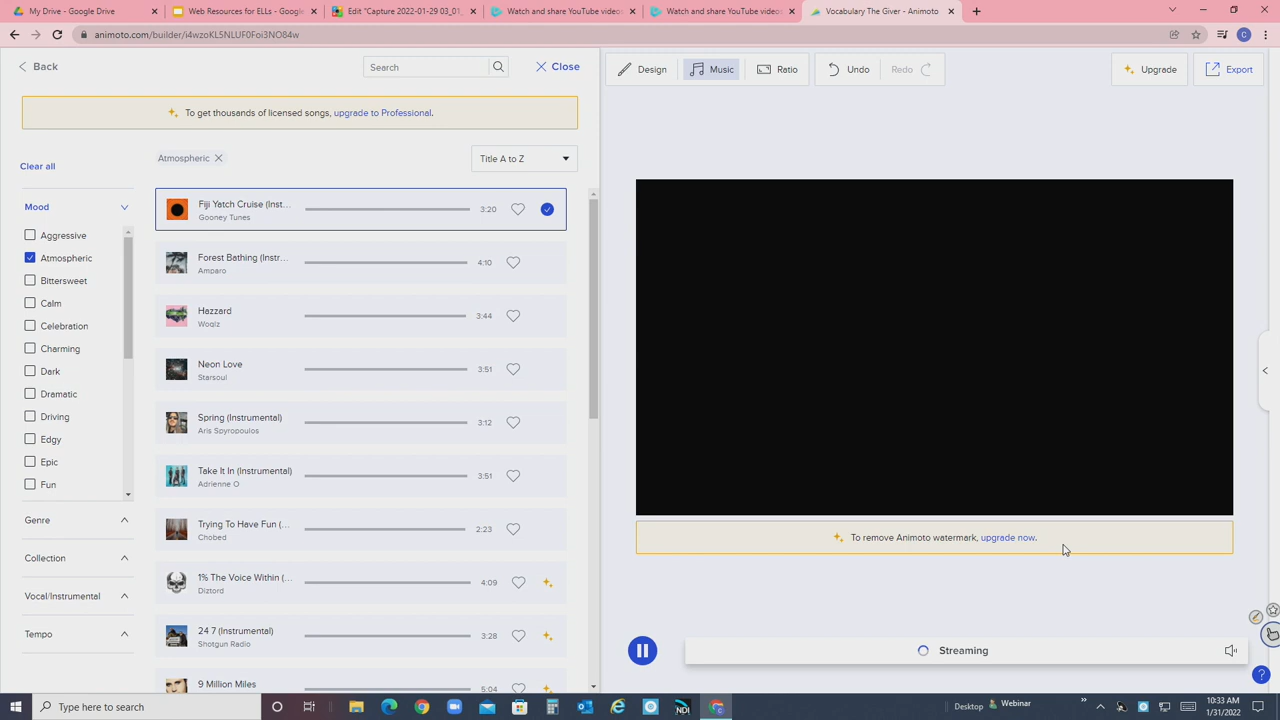 My Drive - Google Drive
Web Resources for ELLs - Google
Edit "Capture 2022-01-29 03_01_
Watch and share YouTube videos
Watch and share YouTube videos
Vocabulary The Giver - Animoto
animoto.com/builder/i4wzoKL5NLUF0Foi3NO84w
C
Back
Search
Close
Design
Music
Ratio
Undo
Redo
Upgrade
Export
To get thousands of licensed songs, upgrade to Professional.
Clear all
Atmospheric
Title A to Z
Mood
Aggressive
Atmospheric
Bittersweet
Calm
Celebration
Charming
Dark
Dramatic
Driving
Edgy
Epic
Fun
Genre
Collection
Vocal/Instrumental
Tempo
Fiji Yatch Cruise (Inst...
Gooney Tunes
3:20
Forest Bathing (Instr...
Amparo
4:10
Hazzard
Woqlz
3:44
Neon Love
Starsoul
3:51
Spring (Instrumental)
Aris Spyropoulos
3:12
Take It In (Instrumental)
Adrienne O
3:51
Trying To Have Fun (...
Chobed
2:23
1% The Voice Within (...
Diztord
4:09
24 7 (Instrumental)
Shotgun Radio
3:28
9 Million Miles
5:04
To remove Animoto watermark, upgrade now.
Streaming
?
Type here to search
NDI
Desktop
Webinar
10:33 AM
1/31/2022